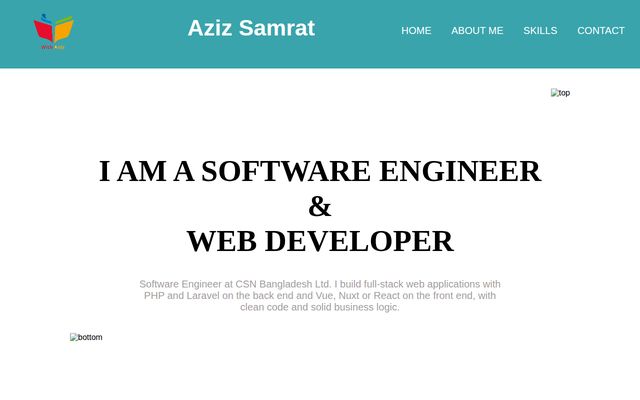 Aziz Samrat
HOME
ABOUT ME
SKILLS
CONTACT
top
I AM A SOFTWARE ENGINEER
&
WEB DEVELOPER
Software Engineer at CSN Bangladesh Ltd. I build full-stack web applications with
PHP and Laravel on the back end and Vue, Nuxt or React on the front end, with
clean code and solid business logic.
bottom